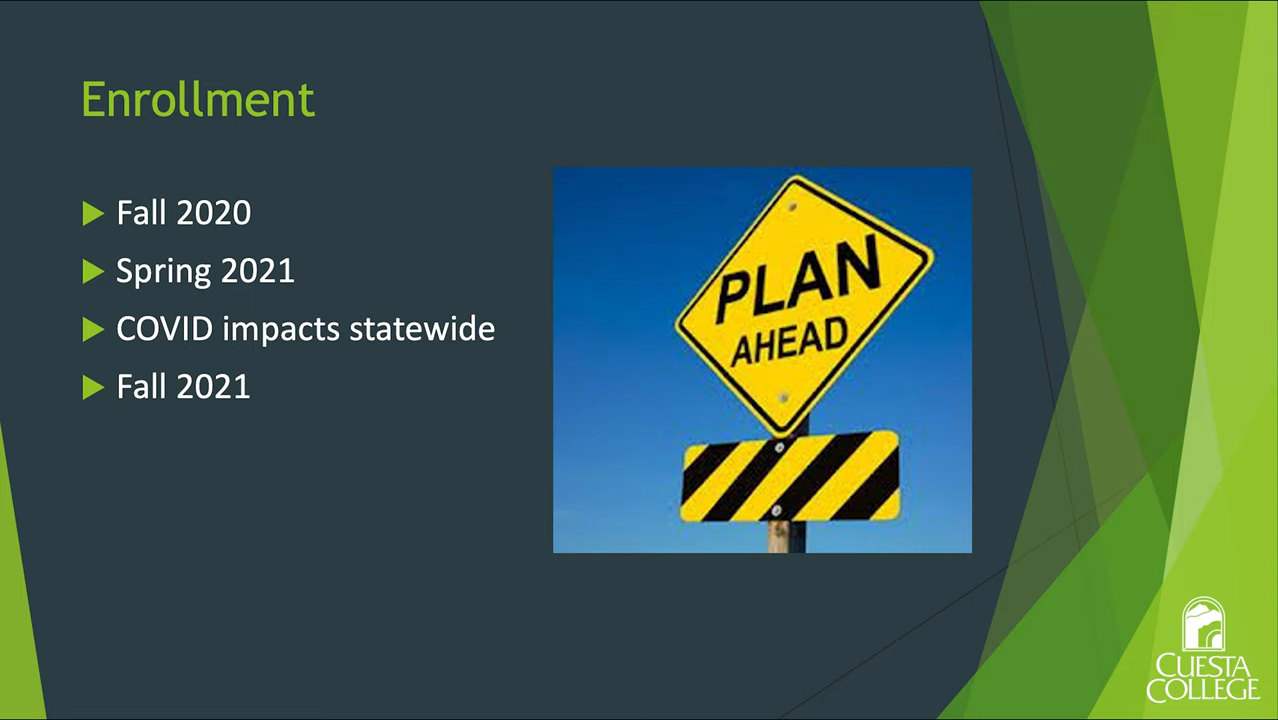 Enrollment
Fall 2020
Spring 2021
COVID impacts statewide
Fall 2021
PLAN
AHEAD
CUESTA
COLLEGE